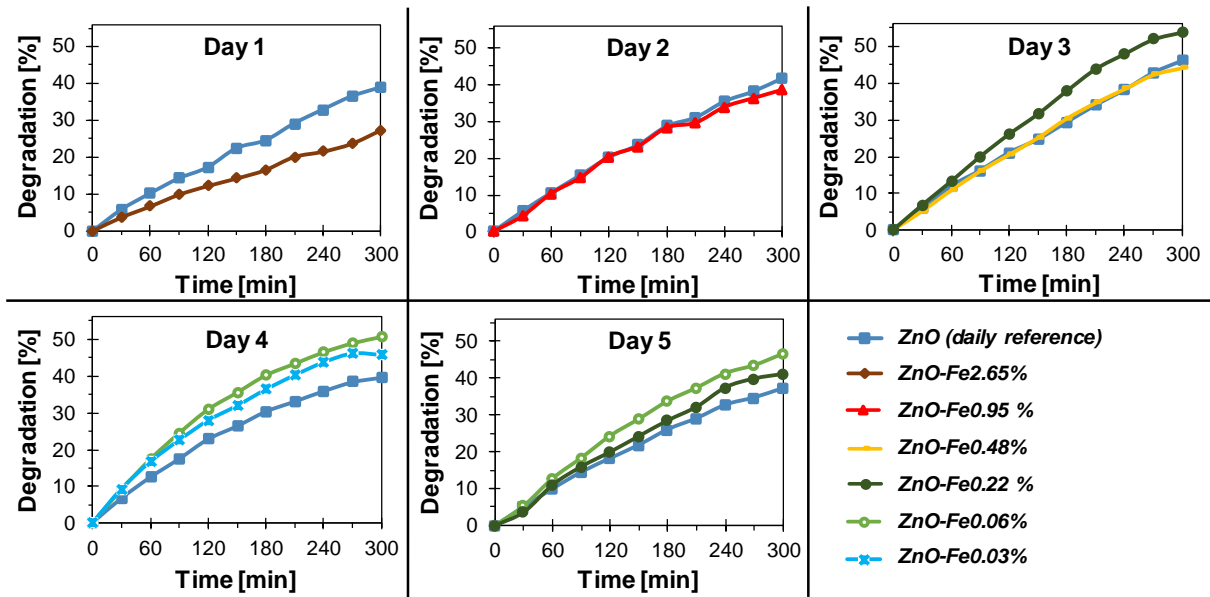 Day 1
Degradation [%]
50
40
30
20
10
0
0 60 120 180 240 300
Time [min]
Day 2
Degradation [%]
50
40
30
20
10
0
0 60 120 180 240 300
Time [min]
Day 3
Degradation [%]
50
40
30
20
10
0
0 60 120 180 240 300
Time [min]
Day 4
Degradation [%]
50
40
30
20
10
0
0 60 120 180 240 300
Time [min]
Day 5
Degradation [%]
50
40
30
20
10
0
0 60 120 180 240 300
Time [min]
ZnO (daily reference)
ZnO-Fe2.65%
ZnO-Fe0.95 %
ZnO-Fe0.48%
ZnO-Fe0.22 %
ZnO-Fe0.06%
ZnO-Fe0.03%